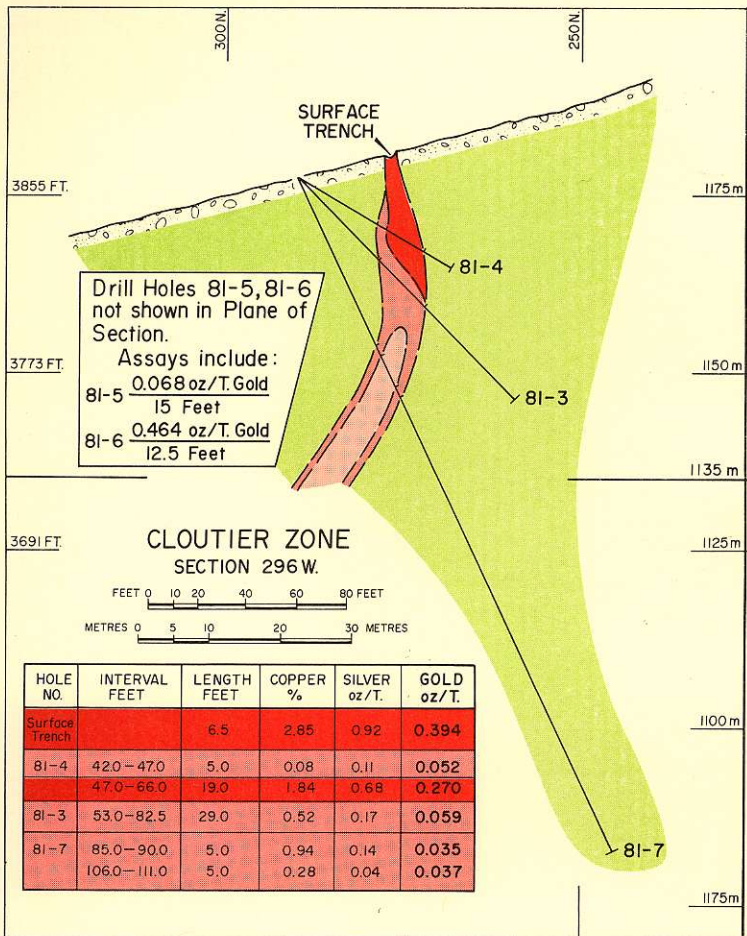 300N.
250N.
SURFACE
TRENCH
3855 FT.
1175m
81-4
Drill Holes 81-5, 81-6
not shown in Plane of
Section.
Assays include:
81-5 0.068 oz/T. Gold
15 Feet
81-6 0.464 oz/T. Gold
12.5 Feet
3773 FT.
1150m
81-3
1135 m
3691 FT.
1125m
CLOUTIER ZONE
SECTION 296 W.
FEET 0 10 20 40 60 80 FEET
METRES 0 5 10 20 30 METRES
HOLE NO. INTERVAL FEET LENGTH FEET COPPER % SILVER oz/T. GOLD oz/T.
Surface Trench 6.5 2.85 0.92 0.394
81-4 42.0-47.0 5.0 0.08 0.11 0.052
47.0-66.0 19.0 1.84 0.68 0.270
81-3 53.0-82.5 29.0 0.52 0.17 0.059
81-7 85.0-90.0 5.0 0.94 0.14 0.035
106.0-111.0 5.0 0.28 0.04 0.037
1100m
81-7
1175m